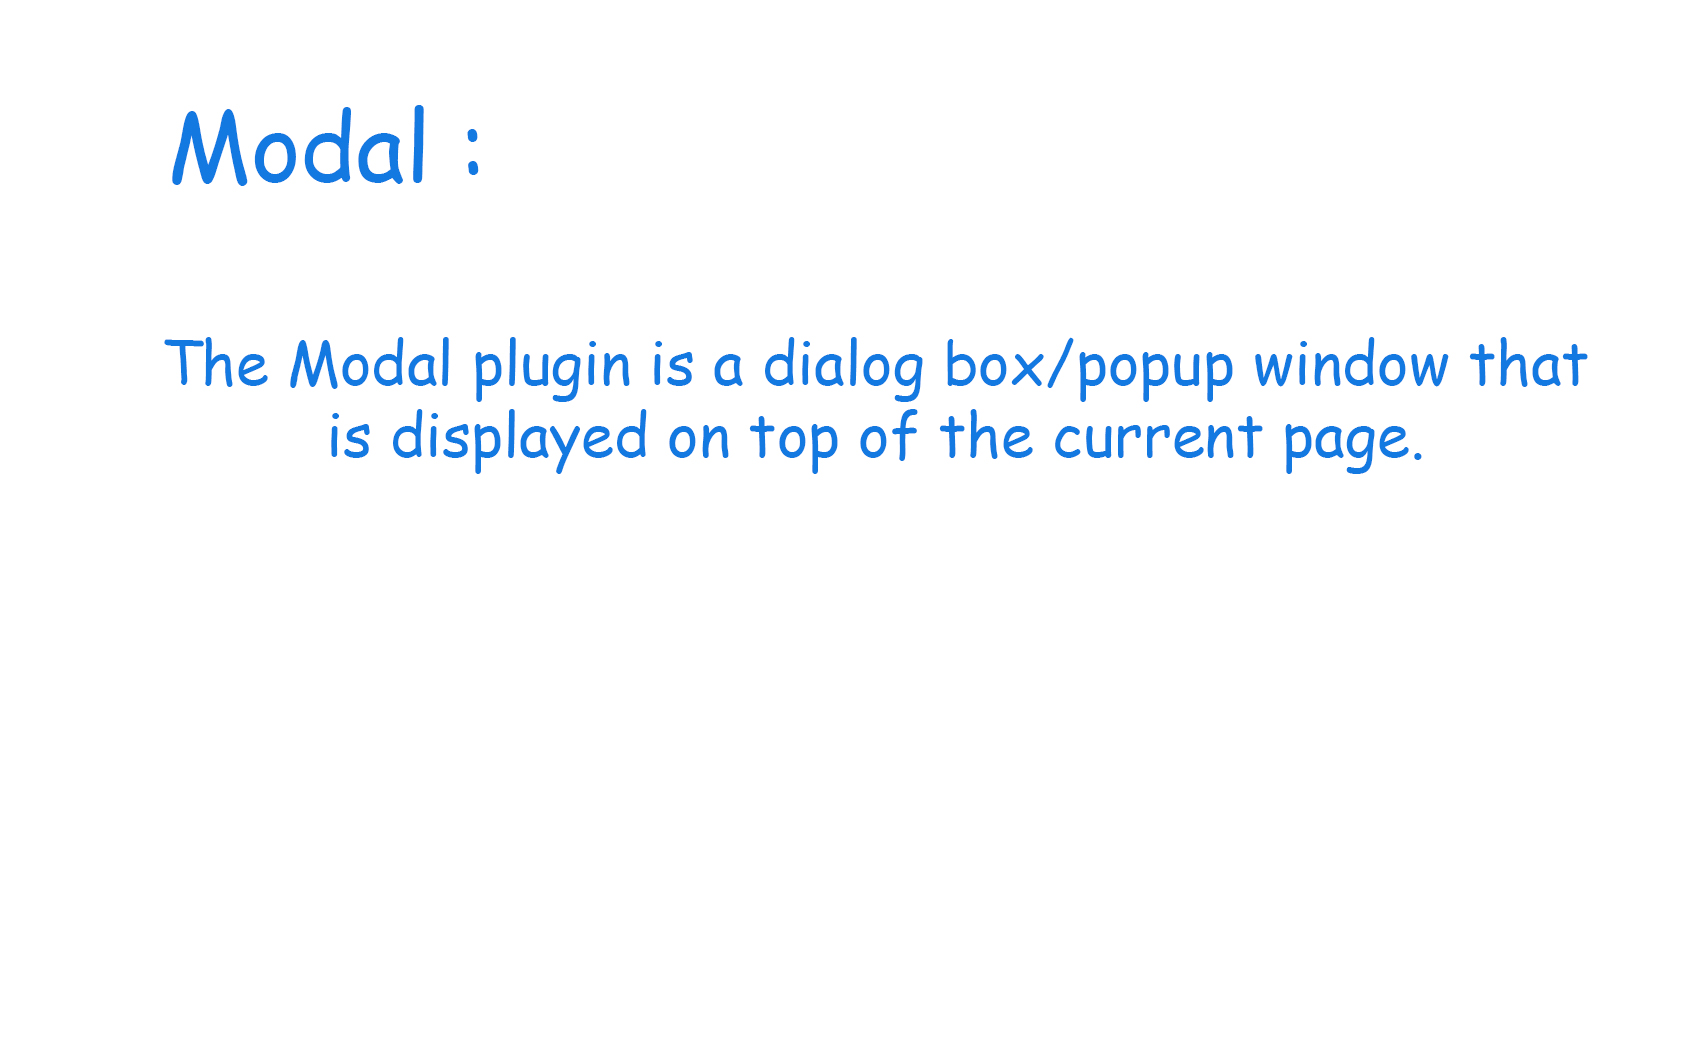 Modal :
The Modal plugin is a dialog box/popup window that
is displayed on top of the current page.